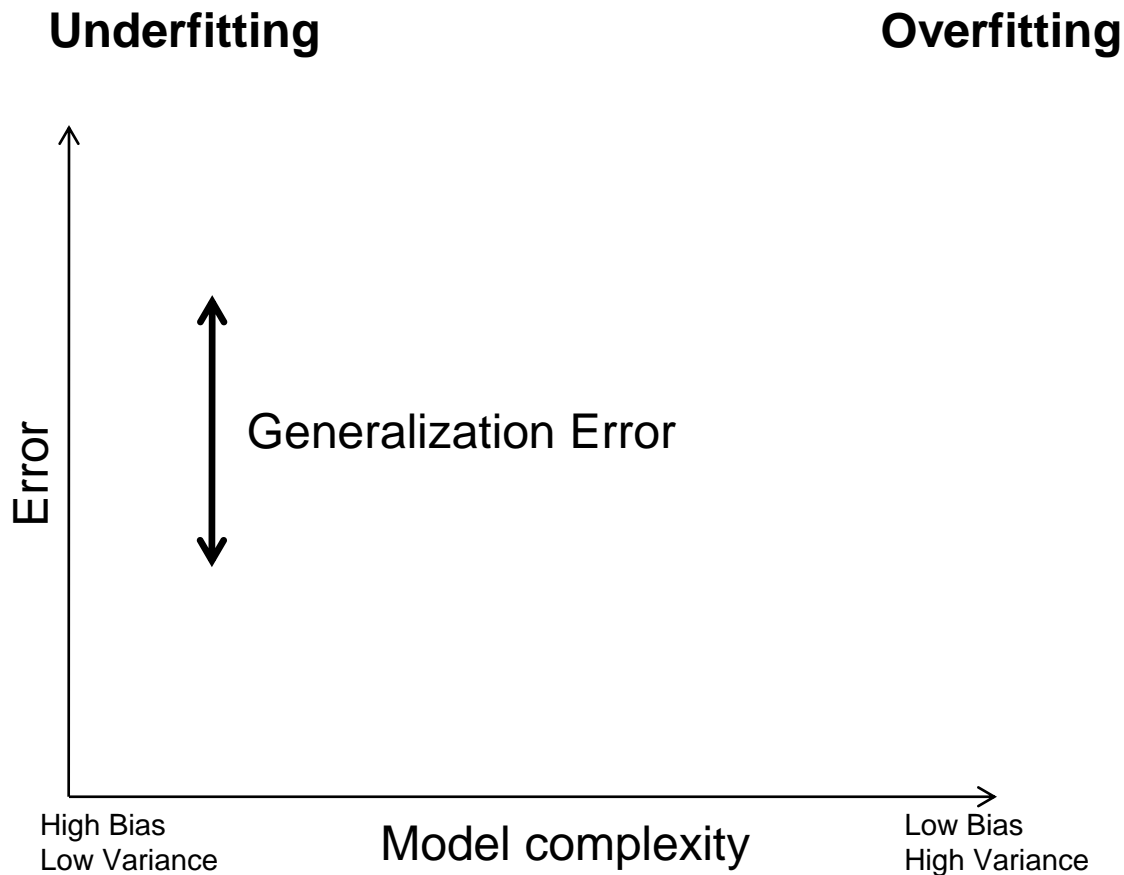 Underfitting
Overfitting
Error
Generalization Error
High Bias
Low Variance
Model complexity
Low Bias
High Variance